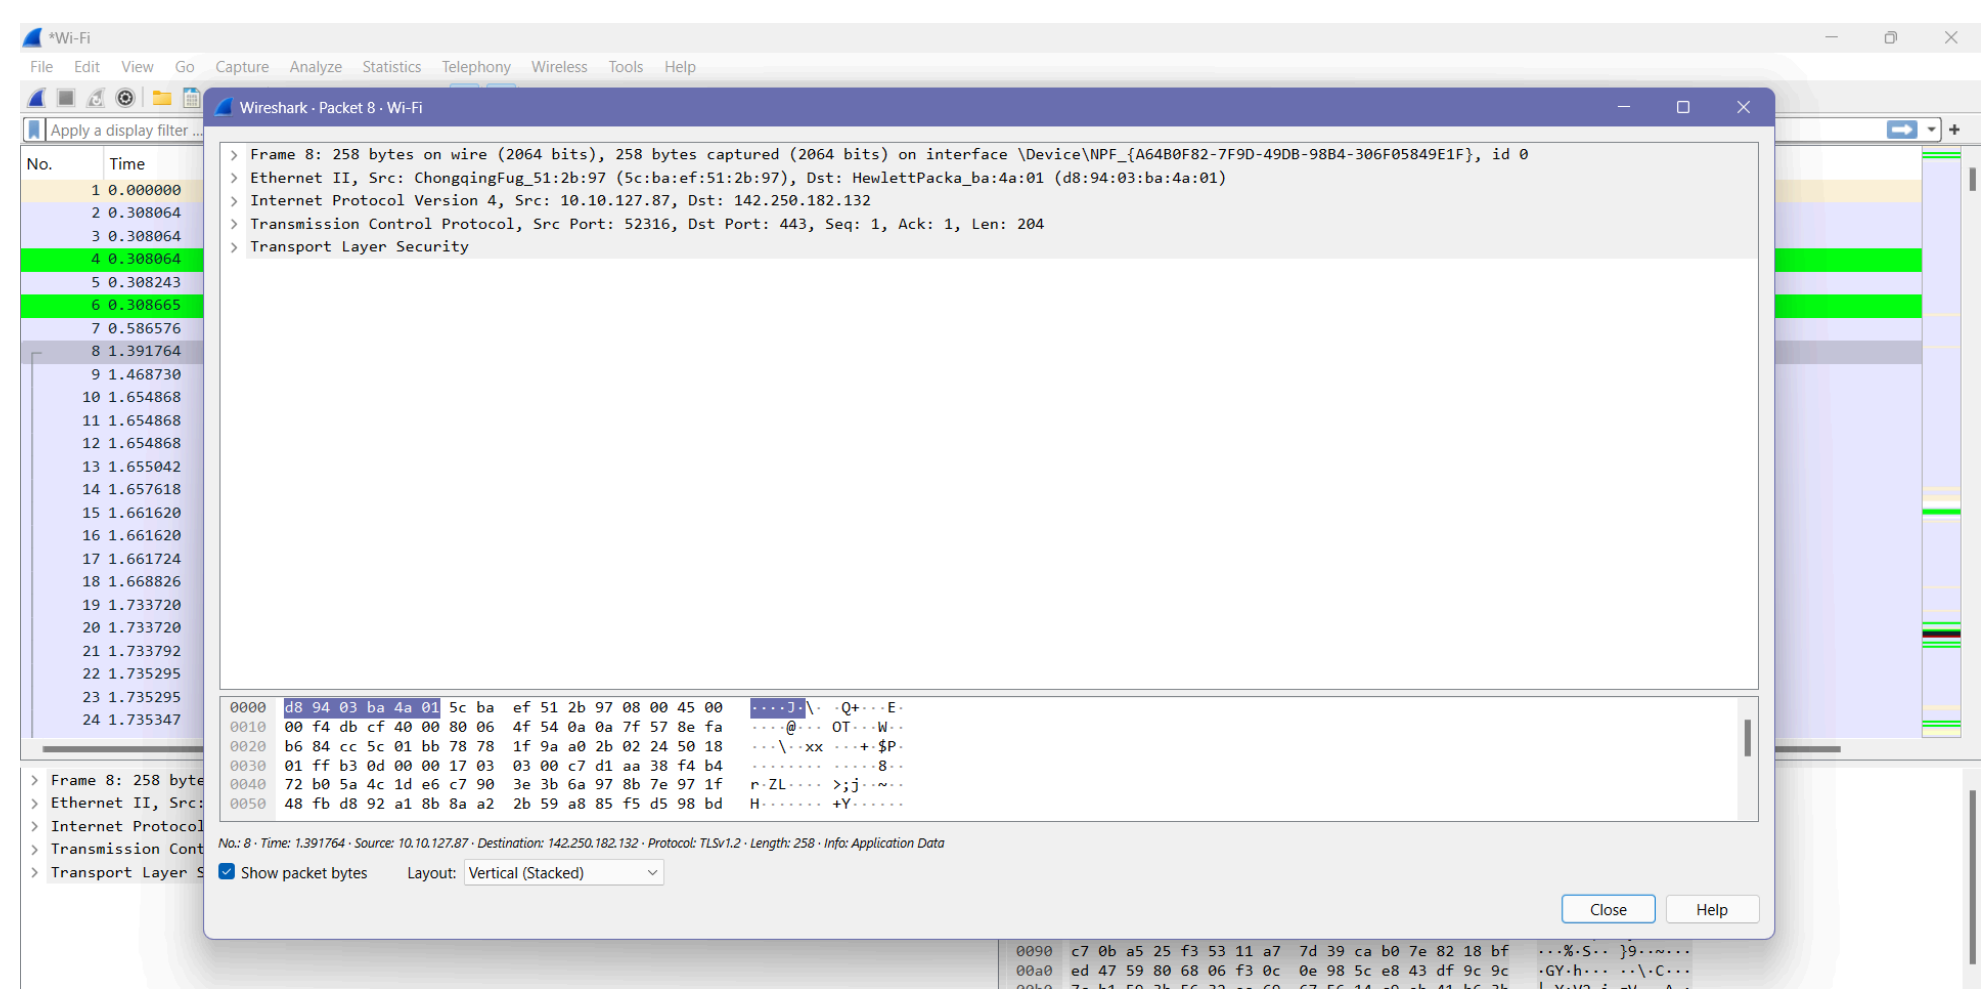 *Wi-Fi
File Edit View Go Capture Analyze Statistics Telephony Wireless Tools Help
Wireshark · Packet 8 · Wi-Fi
Apply a display filter ...
No. Time
1 0.000000
2 0.308064
3 0.308064
4 0.308064
5 0.308243
6 0.308665
7 0.586576
8 1.391764
9 1.468730
10 1.654868
11 1.654868
12 1.654868
13 1.655042
14 1.657618
15 1.661620
16 1.661620
17 1.661724
18 1.668826
19 1.733720
20 1.733720
21 1.733792
22 1.735295
23 1.735295
24 1.735347
Frame 8: 258 bytes on wire (2064 bits), 258 bytes captured (2064 bits) on interface \Device\NPF_{A64B0F82-7F9D-49DB-98B4-306F05849E1F}, id 0
Ethernet II, Src: ChongqingFug_51:2b:97 (5c:ba:ef:51:2b:97), Dst: HewlettPacka_ba:4a:01 (d8:94:03:ba:4a:01)
Internet Protocol Version 4, Src: 10.10.127.87, Dst: 142.250.182.132
Transmission Control Protocol, Src Port: 52316, Dst Port: 443, Seq: 1, Ack: 1, Len: 204
Transport Layer Security
0000 d8 94 03 ba 4a 01 5c ba ef 51 2b 97 08 00 45 00 ····J·\· ·Q+···E·
0010 00 f4 db cf 40 00 80 06 4f 54 0a 0a 7f 57 8e fa ····@··· OT···W··
0020 b6 84 cc 5c 01 bb 78 78 1f 9a a0 2b 02 24 50 18 ···\··xx ···+·$P·
0030 01 ff b3 0d 00 00 17 03 03 00 c7 d1 aa 38 f4 b4 ········ ·····8··
0040 72 b0 5a 4c 1d e6 c7 90 3e 3b 6a 97 8b 7e 97 1f r·ZL···· >;j··~··
0050 48 fb d8 92 a1 8b 8a a2 2b 59 a8 85 f5 d5 98 bd H······· +Y······
No.: 8 · Time: 1.391764 · Source: 10.10.127.87 · Destination: 142.250.182.132 · Protocol: TLSv1.2 · Length: 258 · Info: Application Data
Show packet bytes Layout: Vertical (Stacked)
Close Help
Frame 8: 258 byte
Ethernet II, Src:
Internet Protocol
Transmission Cont
Transport Layer S
0090 c7 0b a5 25 f3 53 11 a7 7d 39 ca b0 7e 82 18 bf ···%·S·· }9··~···
00a0 ed 47 59 80 68 06 f3 0c 0e 98 5c e8 43 df 9c 9c ·GY·h··· ··\·C···